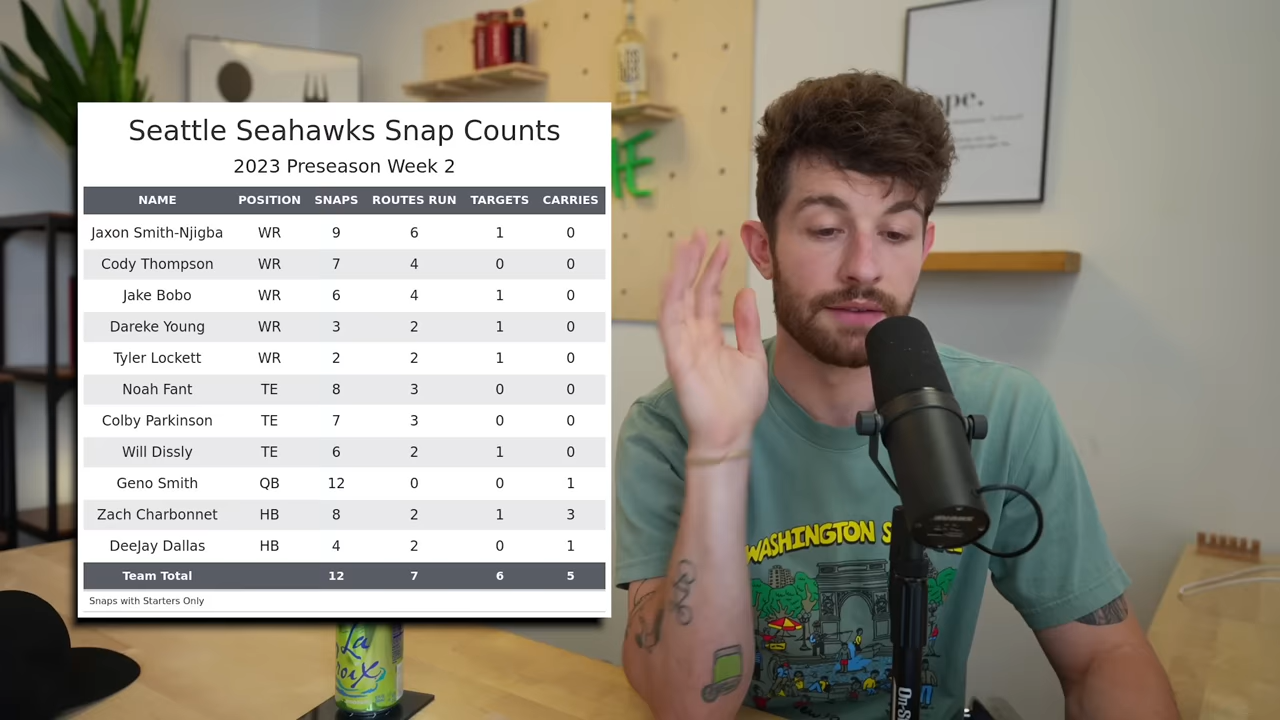 Seattle Seahawks Snap Counts
2023 Preseason Week 2
NAME POSITION SNAPS ROUTES RUN TARGETS CARRIES
Jaxon Smith-Njigba WR 9 6 1 0
Cody Thompson WR 7 4 0 0
Jake Bobo WR 6 4 1 0
Dareke Young WR 3 2 1 0
Tyler Lockett WR 2 2 1 0
Noah Fant TE 8 3 0 0
Colby Parkinson TE 7 3 0 0
Will Dissly TE 6 2 1 0
Geno Smith QB 12 0 0 1
Zach Charbonnet HB 8 2 1 3
DeeJay Dallas HB 4 2 0 1
Team Total 12 7 6 5
Snaps with Starters Only
La
Croix
WASHINGTON S
ope.
On-S